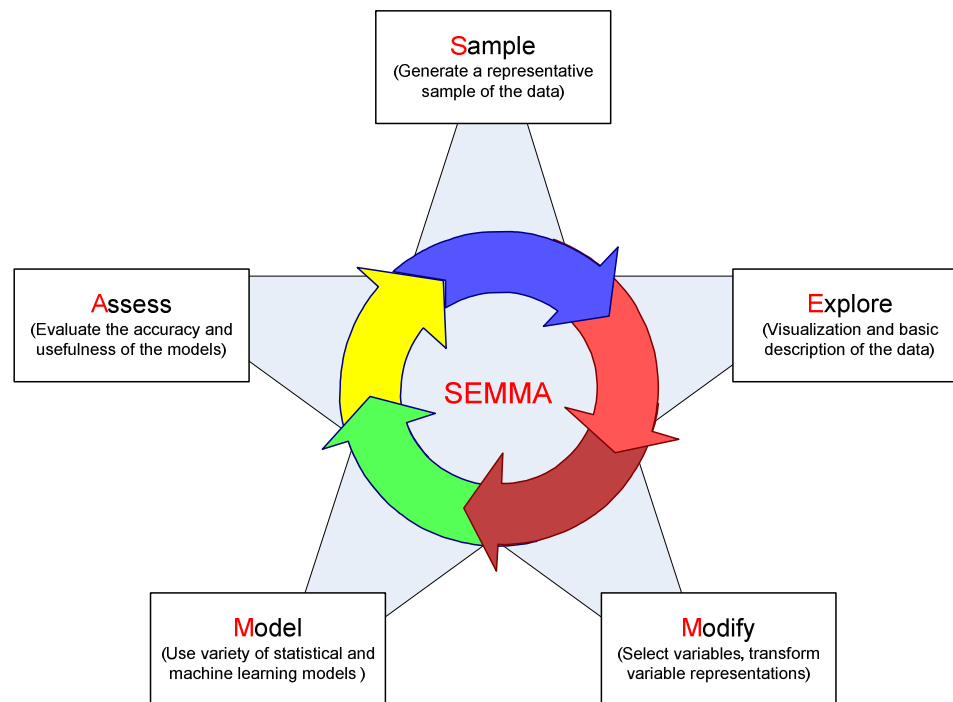 Sample
(Generate a representative
sample of the data)
Assess
(Evaluate the accuracy and
usefulness of the models)
Explore
(Visualization and basic
description of the data)
SEMMA
Model
(Use variety of statistical and
machine learning models )
Modify
(Select variables, transform
variable representations)